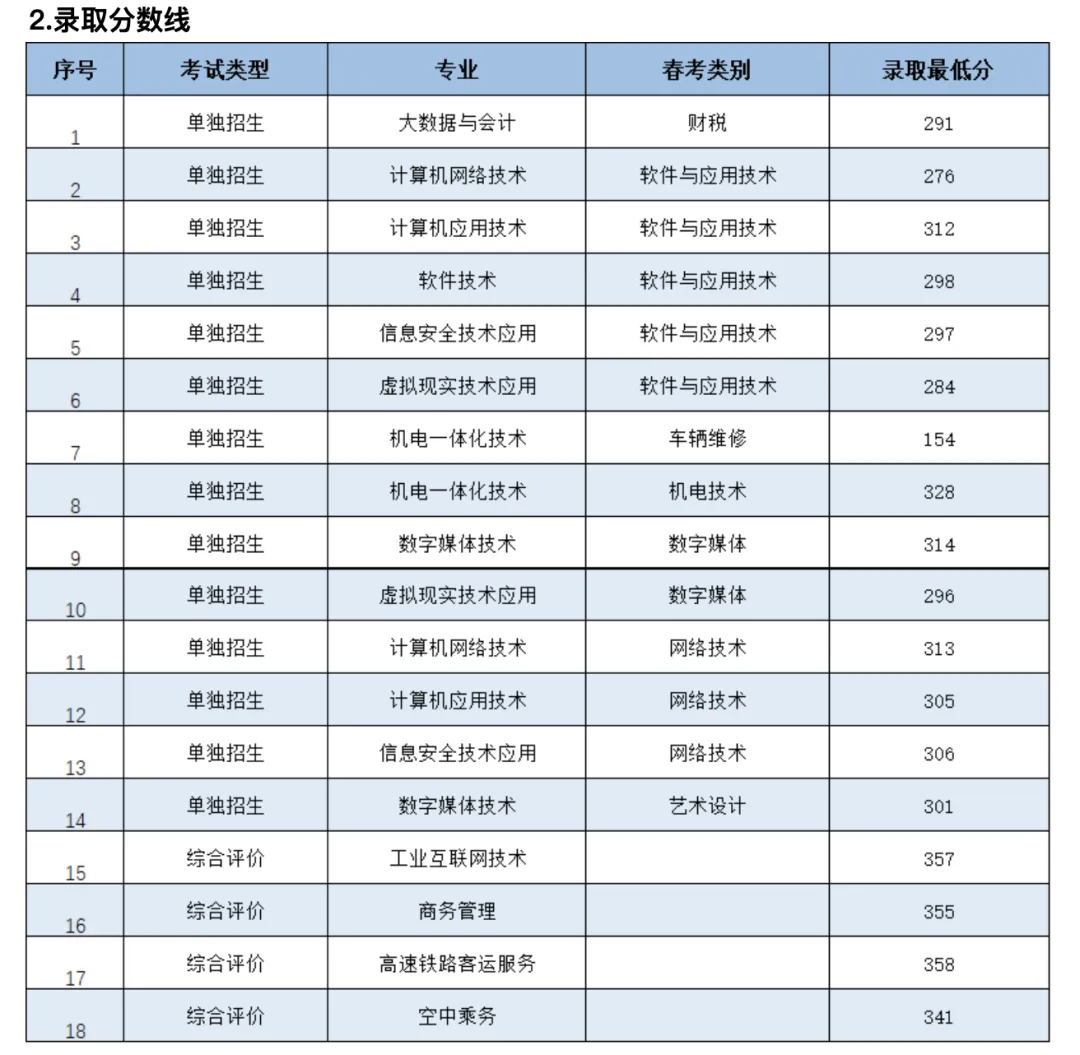 2.录取分数线
序号 考试类型 专业 春考类别 录取最低分
1 单独招生 大数据与会计 财税 291
2 单独招生 计算机网络技术 软件与应用技术 276
3 单独招生 计算机应用技术 软件与应用技术 312
4 单独招生 软件技术 软件与应用技术 298
5 单独招生 信息安全技术应用 软件与应用技术 297
6 单独招生 虚拟现实技术应用 软件与应用技术 284
7 单独招生 机电一体化技术 车辆维修 154
8 单独招生 机电一体化技术 机电技术 328
9 单独招生 数字媒体技术 数字媒体 314
10 单独招生 虚拟现实技术应用 数字媒体 296
11 单独招生 计算机网络技术 网络技术 313
12 单独招生 计算机应用技术 网络技术 305
13 单独招生 信息安全技术应用 网络技术 306
14 单独招生 数字媒体技术 艺术设计 301
15 综合评价 工业互联网技术 357
16 综合评价 商务管理 355
17 综合评价 高速铁路客运服务 358
18 综合评价 空中乘务 341